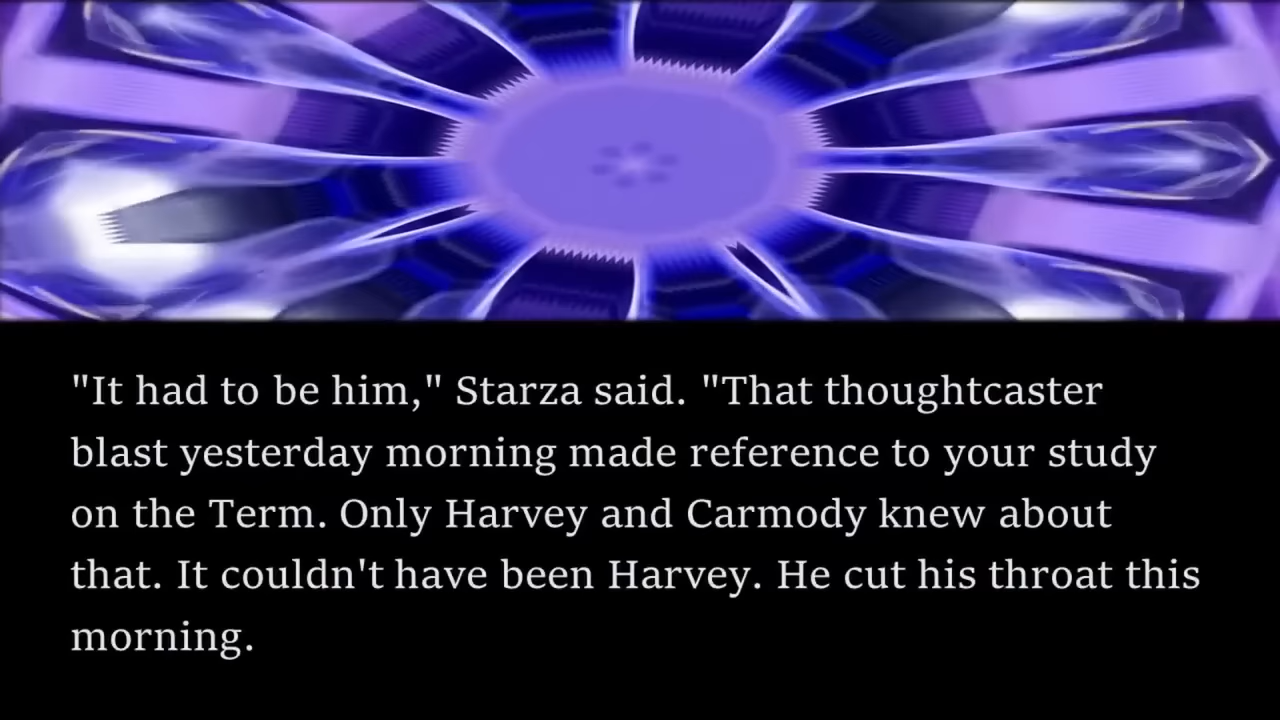 "It had to be him," Starza said. "That thoughtcaster
blast yesterday morning made reference to your study
on the Term. Only Harvey and Carmody knew about
that. It couldn't have been Harvey. He cut his throat this
morning.